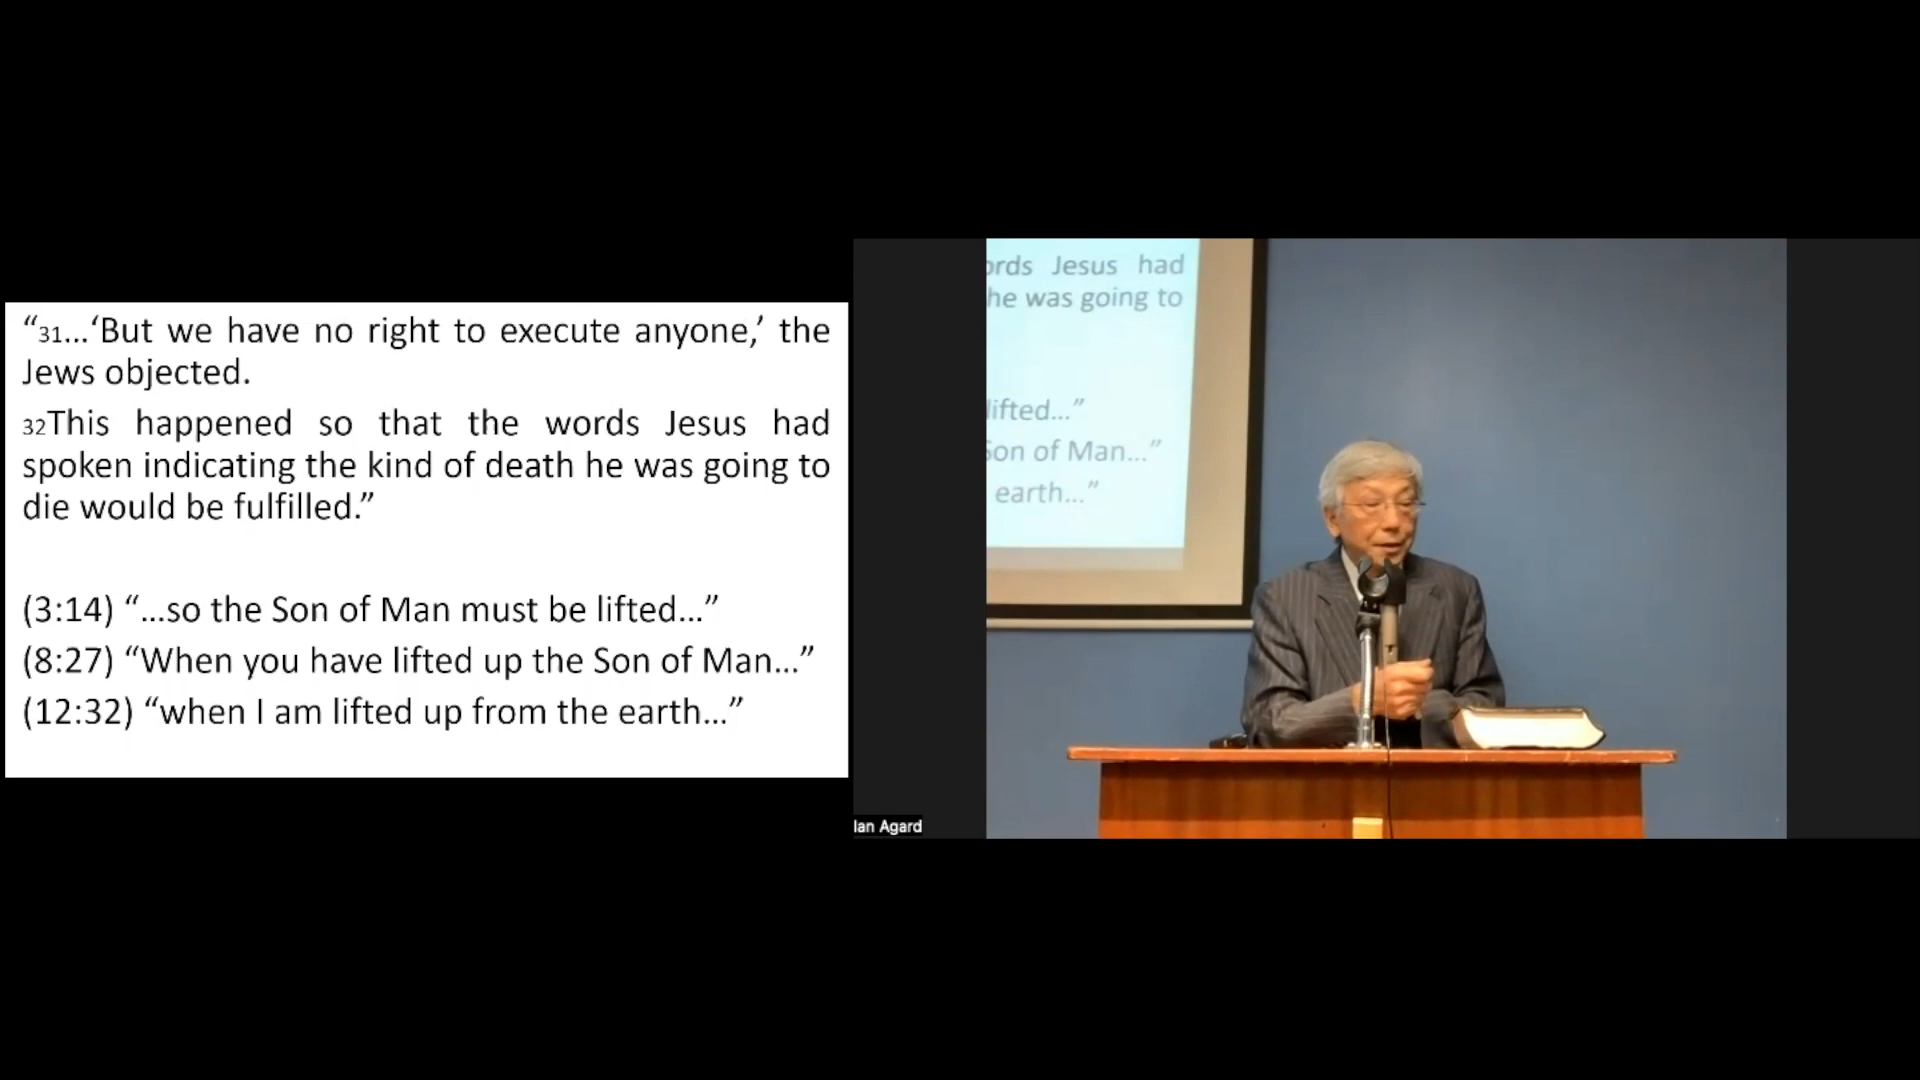 “31...‘But we have no right to execute anyone,’ the
Jews objected.
32This happened so that the words Jesus had
spoken indicating the kind of death he was going to
die would be fulfilled.”
(3:14) “...so the Son of Man must be lifted...”
(8:27) “When you have lifted up the Son of Man...”
(12:32) “when I am lifted up from the earth...”
ords Jesus had
he was going to
lifted...”
Son of Man...”
earth...”
Ian Agard